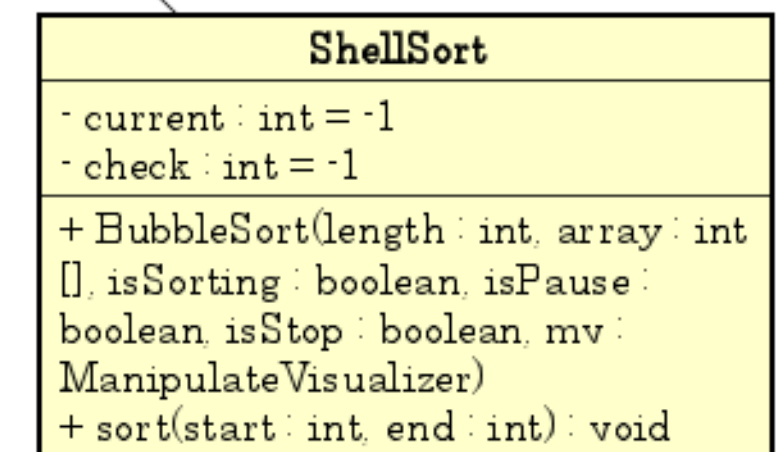 ShellSort
- current : int = -1
- check : int = -1
+ BubbleSort(length : int, array : int
[], isSorting : boolean, isPause :
boolean, isStop : boolean, mv :
ManipulateVisualizer)
+ sort(start : int, end : int) : void